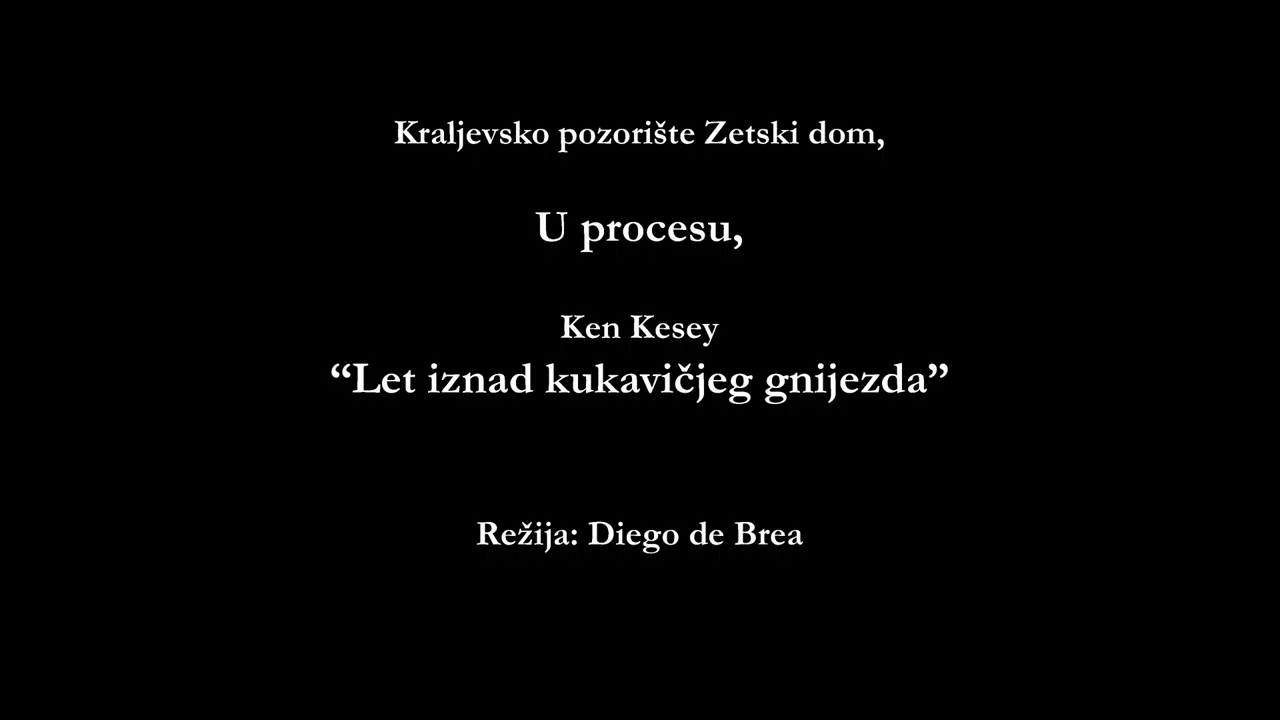 Kraljevsko pozorište Zetski dom,
U procesu,
Ken Kesey
“Let iznad kukavičjeg gnijezda”
Režija: Diego de Brea